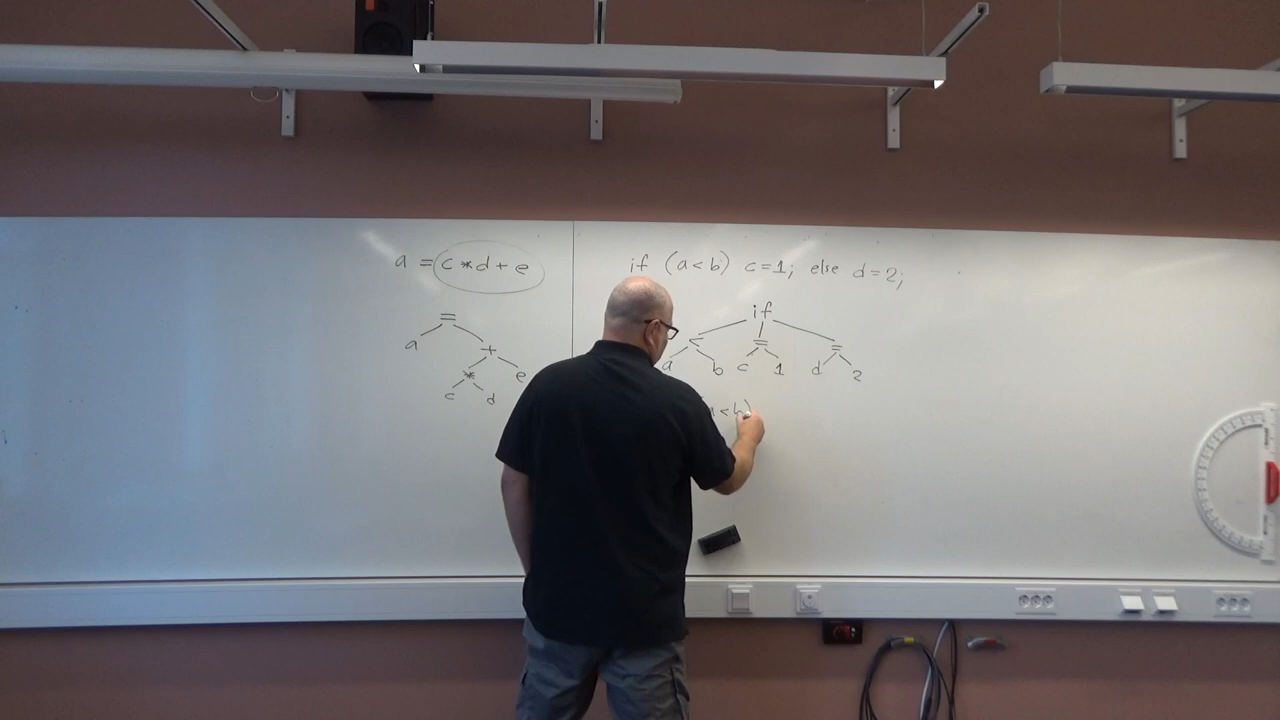 a = c * d + e
=
a +
* e
c d
if (a < b) c = 1; else d = 2;
if
< = =
a b c 1 d 2
< b)